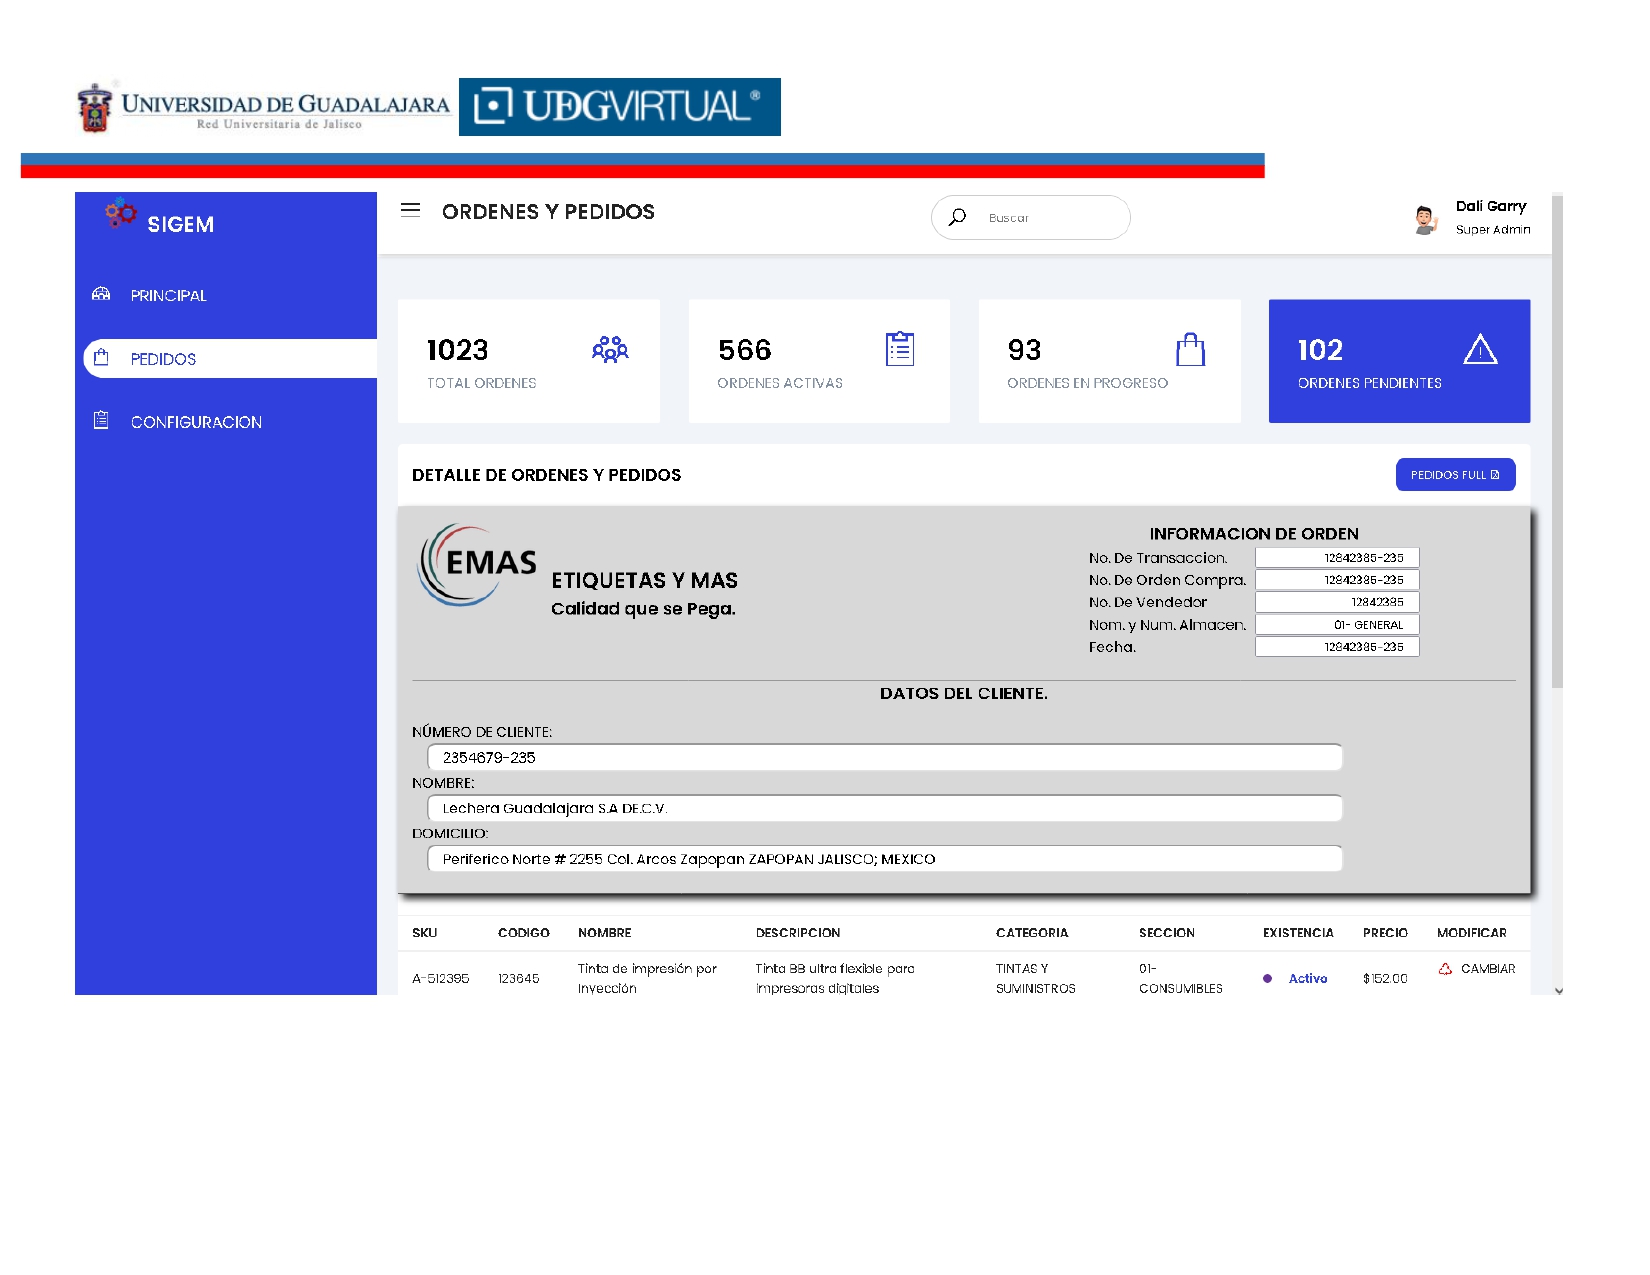 UNIVERSIDAD DE GUADALAJARA
Red Universitaria de Jalisco
UDGVIRTUAL®
SIGEM
ORDENES Y PEDIDOS
Buscar
Dali Garry
Super Admin
PRINCIPAL
PEDIDOS
CONFIGURACION
1023
TOTAL ORDENES
566
ORDENES ACTIVAS
93
ORDENES EN PROGRESO
102
ORDENES PENDIENTES
DETALLE DE ORDENES Y PEDIDOS
PEDIDOS FULL
EMAS
ETIQUETAS Y MAS
Calidad que se Pega.
INFORMACION DE ORDEN
No. De Transaccion. 12842385-235
No. De Orden Compra. 12842385-235
No. De Vendedor 12842385
Nom. y Num. Almacen. 01- GENERAL
Fecha. 12842385-235
DATOS DEL CLIENTE.
NÚMERO DE CLIENTE:
2354679-235
NOMBRE:
Lechera Guadalajara S.A DE.C.V.
DOMICILIO:
Periferico Norte # 2255 Col. Arcos Zapopan ZAPOPAN JALISCO; MEXICO
SKU CODIGO NOMBRE DESCRIPCION CATEGORIA SECCION EXISTENCIA PRECIO MODIFICAR
A-512395 123645 Tinta de impresión por Inyección Tinta BB ultra flexible para impresoras digitales TINTAS Y SUMINISTROS 01- CONSUMIBLES Activo $152.00 CAMBIAR